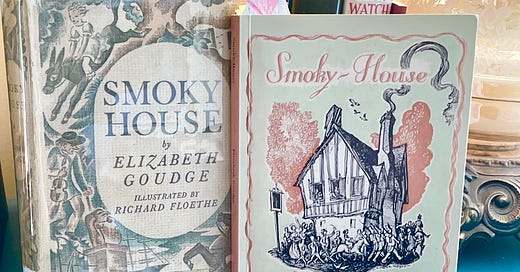 WATCH
SMOKY
HOUSE
by
ELIZABETH
GOUDGE
ILLUSTRATED BY
RICHARD FLOETHE
Smoky-House